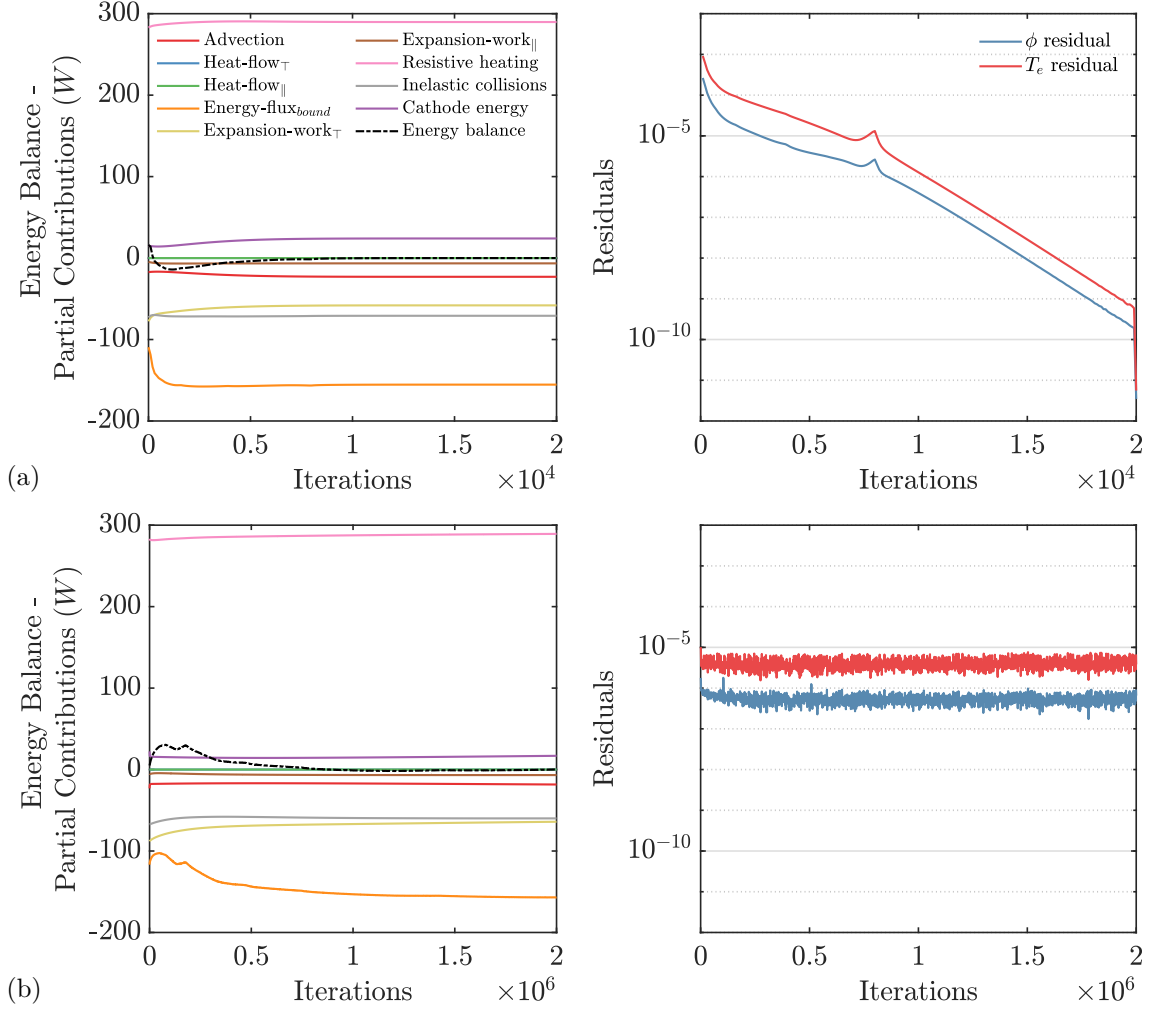 Energy Balance -
Partial Contributions (W)
300
200
100
0
-100
-200
Advection
Heat-flow⊤
Heat-flow∥
Energy-flux_bound
Expansion-work⊤
Expansion-work∥
Resistive heating
Inelastic collisions
Cathode energy
Energy balance
0 0.5 1 1.5 2
Iterations ×10^4
(a)
Residuals
10^-5
10^-10
ϕ residual
T_e residual
0 0.5 1 1.5 2
Iterations ×10^4
Energy Balance -
Partial Contributions (W)
300
200
100
0
-100
-200
0 0.5 1 1.5 2
Iterations ×10^6
(b)
Residuals
10^-5
10^-10
0 0.5 1 1.5 2
Iterations ×10^6